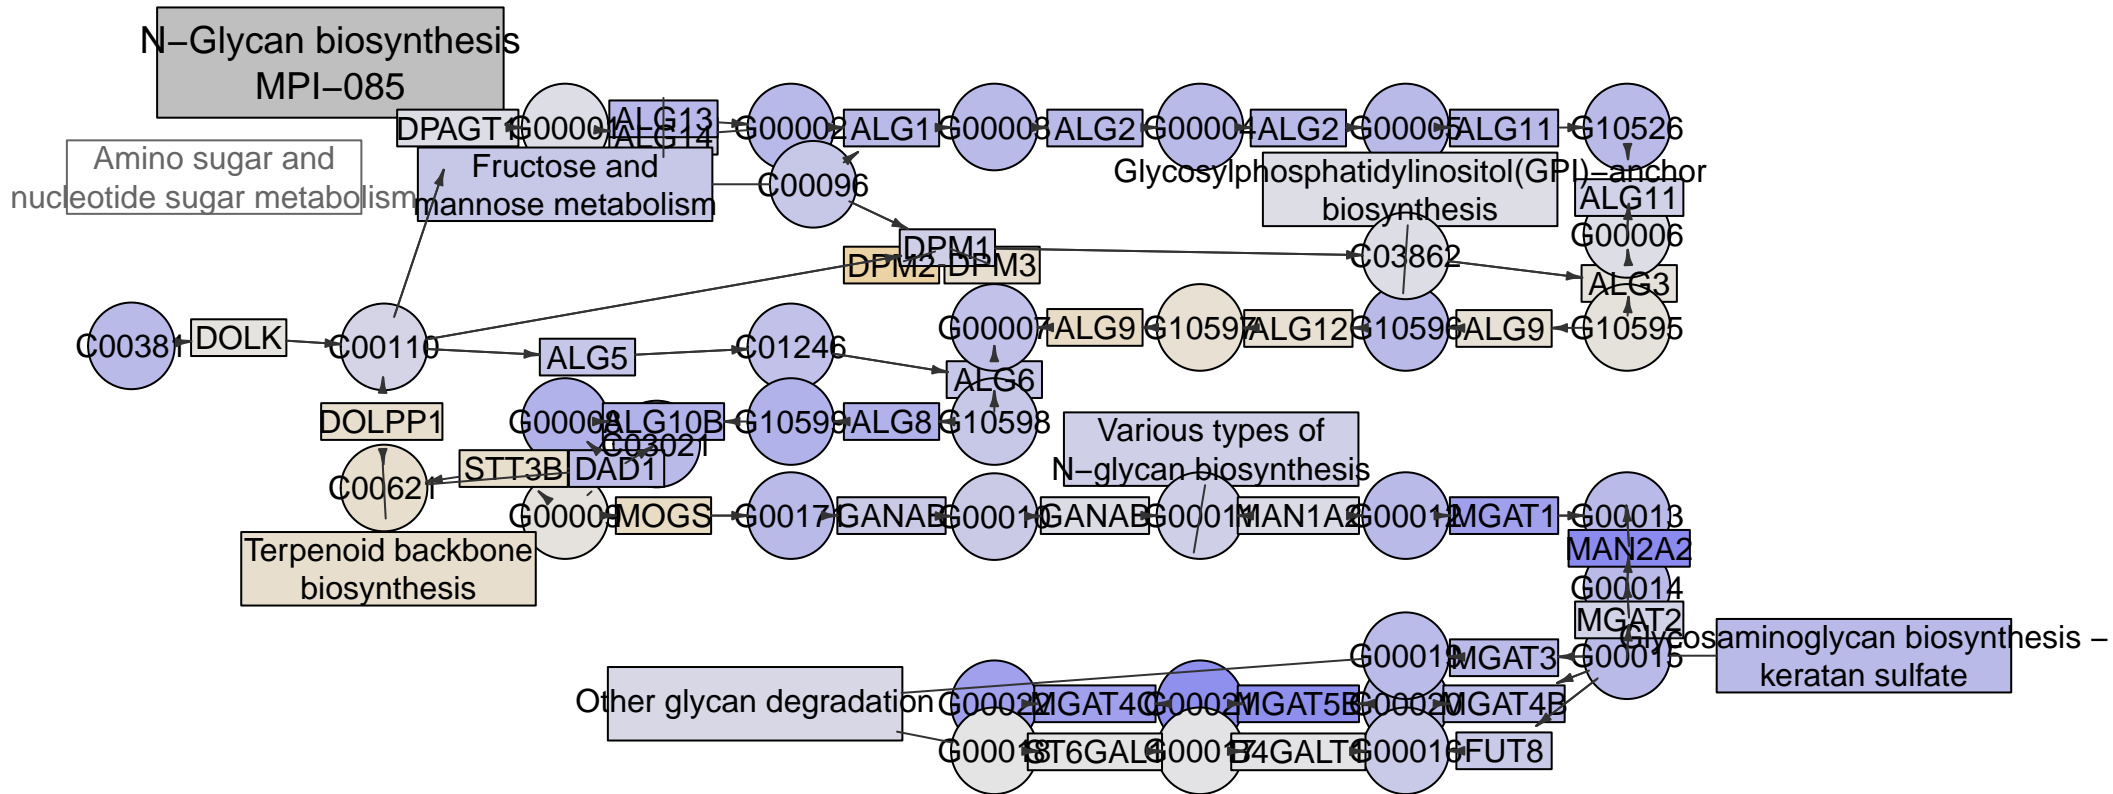 N−Glycan biosynthesis
MPI−085
DPAGT1
G00001
ALG13
ALG14
G00002
ALG1
G00003
ALG2
G00004
ALG2
G00005
ALG11
G10526
Amino sugar and
nucleotide sugar metabolism
Fructose and
mannose metabolism
C00096
Glycosylphosphatidylinositol(GPI)−anchor
biosynthesis
ALG11
G00006
DPM1
DPM2
DPM3
C03862
ALG3
C00381
DOLK
C00110
ALG5
C01246
G00007
ALG9
G10597
ALG12
G10596
ALG9
G10595
ALG6
DOLPP1
G00008
ALG10B
G10599
ALG8
G10598
C03021
Various types of
N−glycan biosynthesis
C00621
STT3B
DAD1
G00009
MOGS
G00171
GANAB
G00010
GANAB
G00011
MAN1A2
G00012
MGAT1
G00013
MAN2A2
Terpenoid backbone
biosynthesis
G00014
MGAT2
G00019
MGAT3
G00015
Glycosaminoglycan biosynthesis −
keratan sulfate
Other glycan degradation
G00022
MGAT4C
G00021
MGAT5B
G00020
MGAT4B
G00018
ST6GAL1
G00017
B4GALT1
G00016
FUT8